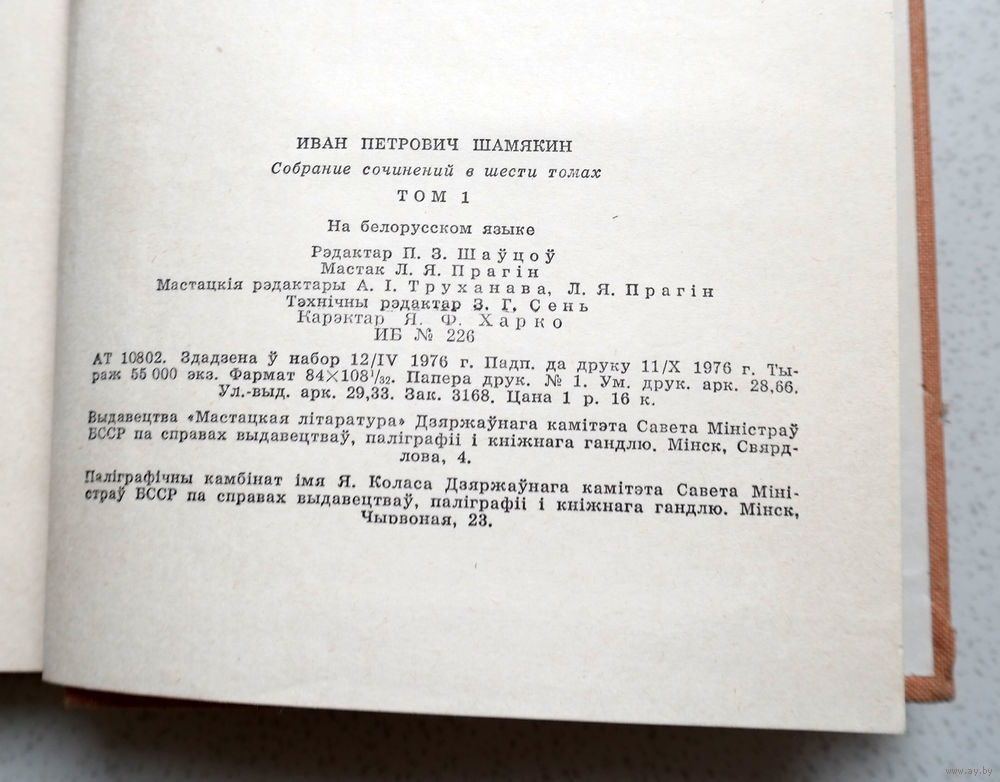 ИВАН ПЕТРОВИЧ ШАМЯКИН
Собрание сочинений в шести томах
ТОМ 1
На белорусском языке
Рэдактар П. З. Шаўцоў
Мастак Л. Я. Прагін
Мастацкія рэдактары А. І. Труханава, Л. Я. Прагін
Тэхнічны рэдактар З. Г. Сень
Карэктар Я. Ф. Харко
ИБ № 226
АТ 10802. Здадзена ў набор 12/IV 1976 г. Падп. да друку 11/X 1976 г. Ты-
раж 55 000 экз. Фармат 84×108¹/₃₂. Папера друк. № 1. Ум. друк. арк. 28,66.
Ул.-выд. арк. 29,33. Зак. 3168. Цана 1 р. 16 к.
Выдавецтва «Мастацкая літаратура» Дзяржаўнага камітэта Савета Міністраў
БССР па справах выдавецтваў, паліграфіі і кніжнага гандлю. Мінск, Свярд-
лова, 4.
Паліграфічны камбінат імя Я. Коласа Дзяржаўнага камітэта Савета Міні-
страў БССР па справах выдавецтваў, паліграфіі і кніжнага гандлю. Мінск,
Чырвоная, 23.
www.ay.by